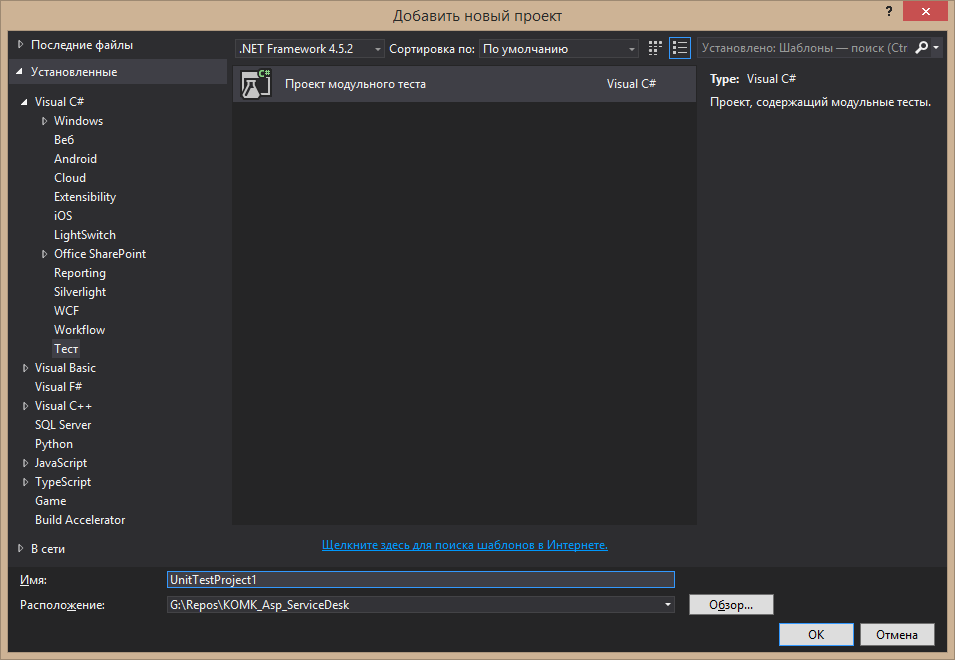 Добавить новый проект
?
Последние файлы
.NET Framework 4.5.2
Сортировка по:
По умолчанию
Установлено: Шаблоны — поиск (Ctr
Установленные
Visual C#
Windows
Веб
Android
Cloud
Extensibility
iOS
LightSwitch
Office SharePoint
Reporting
Silverlight
WCF
Workflow
Тест
Visual Basic
Visual F#
Visual C++
SQL Server
Python
JavaScript
TypeScript
Game
Build Accelerator
В сети
C#
Проект модульного теста
Visual C#
Type: Visual C#
Проект, содержащий модульные тесты.
Щелкните здесь для поиска шаблонов в Интернете.
Имя:
UnitTestProject1
Расположение:
G:\Repos\KOMK_Asp_ServiceDesk
Обзор...
OK
Отмена